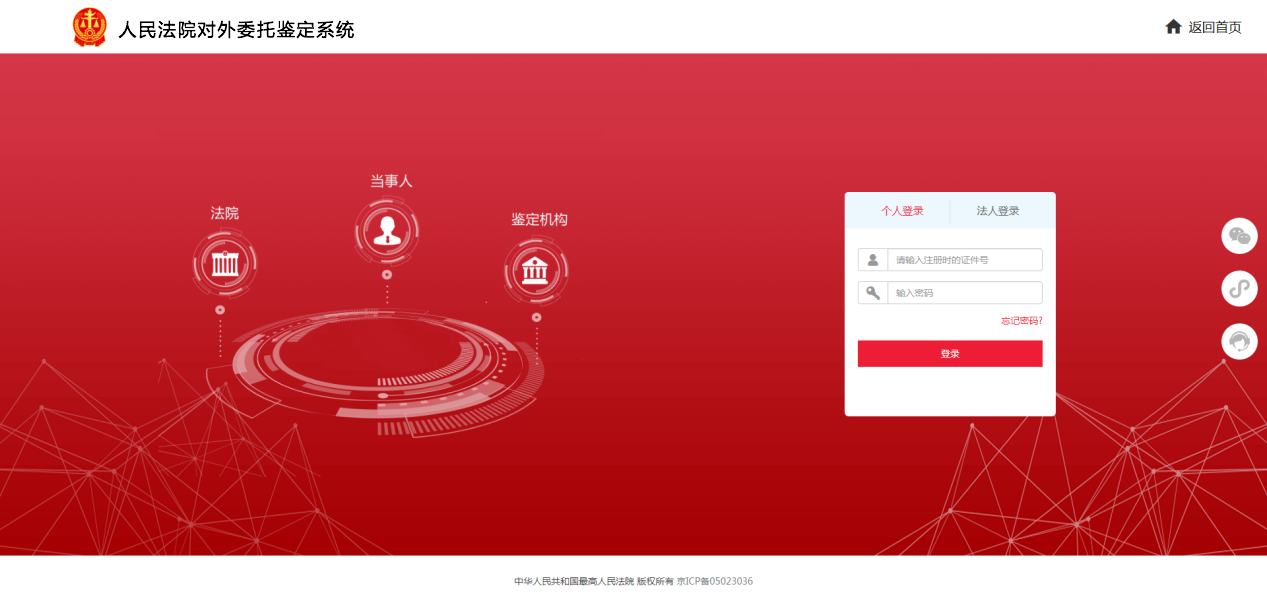 人民法院对外委托鉴定系统
返回首页
当事人
法院
鉴定机构
个人登录
法人登录
请输入注册时的证件号
输入密码
忘记密码?
登录
中华人民共和国最高人民法院 版权所有 京ICP备05023036